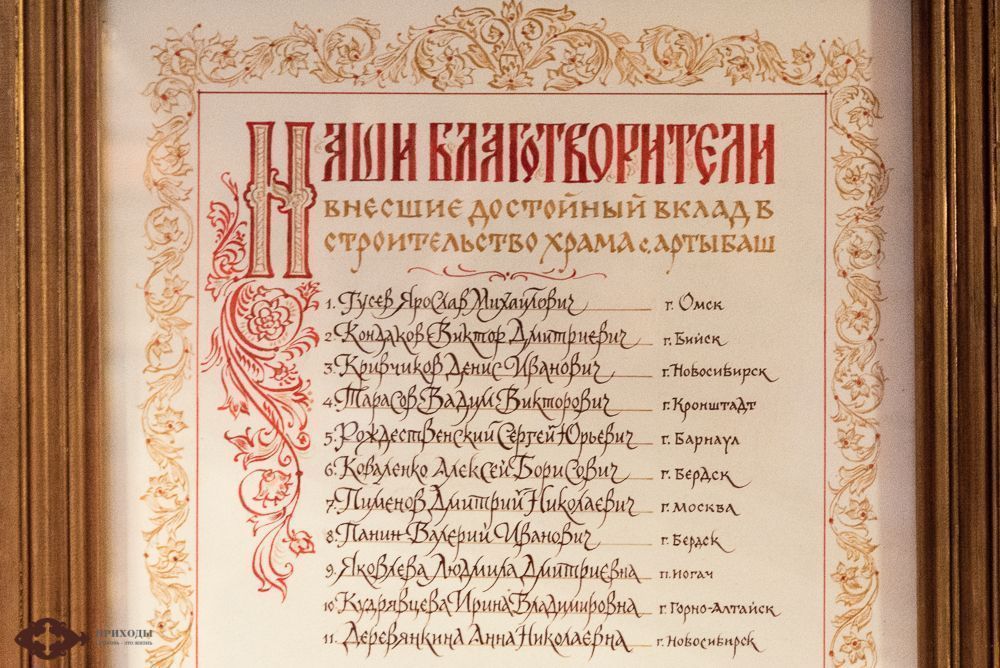 Наши благотворители
внесшие достойный вклад в
строительство храма с. Артыбаш
1. Гусев Ярослав Михайлович г. Омск
2. Кондаков Виктор Дмитриевич г. Бийск
3. Кривчиков Денис Иванович г. Новосибирск
4. Тарасов Вадим Викторович г. Кронштадт
5. Рождественский Сергей Юрьевич г. Барнаул
6. Коваленко Алексей Борисович г. Бердск
7. Пименов Дмитрий Николаевич г. Москва
8. Панин Валерий Иванович г. Бердск
9. Яковлева Людмила Дмитриевна п. Иогач
10. Кудрявцева Ирина Владимировна г. Горно-Алтайск
11. Деревянкина Анна Николаевна г. Новосибирск
ПРИХОДЫ
- ЭТО ЖИЗНЬ